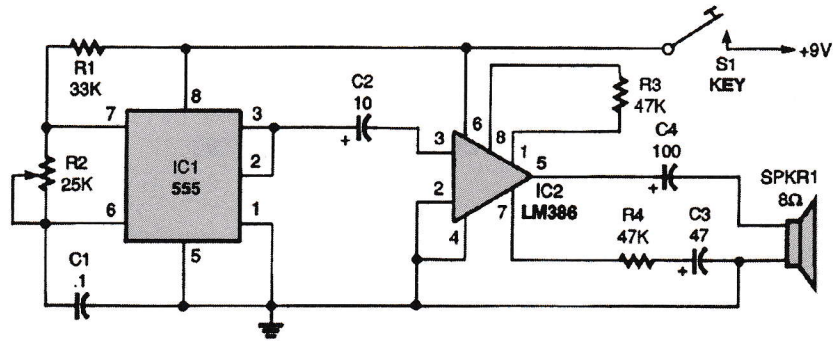 R1
33K
8
7
3
2
1
6
5
IC1
555
R2
25K
C1
.1
C2
10
+
3
2
6
8
1
5
4
7
IC2
LM386
R3
47K
C4
100
+
R4
47K
C3
47
+
S1
KEY
+9V
SPKR1
8Ω